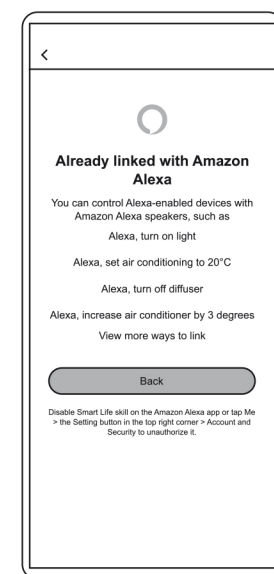 Already linked with Amazon
Alexa
You can control Alexa-enabled devices with
Amazon Alexa speakers, such as
Alexa, turn on light
Alexa, set air conditioning to 20°C
Alexa, turn off diffuser
Alexa, increase air conditioner by 3 degrees
View more ways to link
Back
Disable Smart Life skill on the Amazon Alexa app or tap Me
> the Setting button in the top right corner > Account and
Security to unauthorize it.